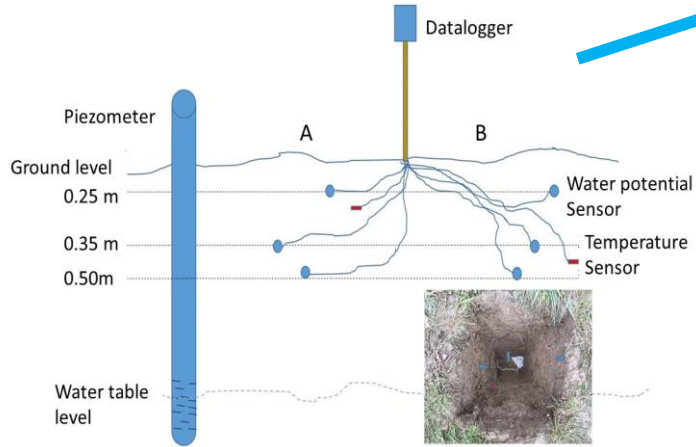 Datalogger
Piezometer
A
B
Ground level
0.25 m
Water potential
Sensor
0.35 m
Temperature
Sensor
0.50m
Water table
level